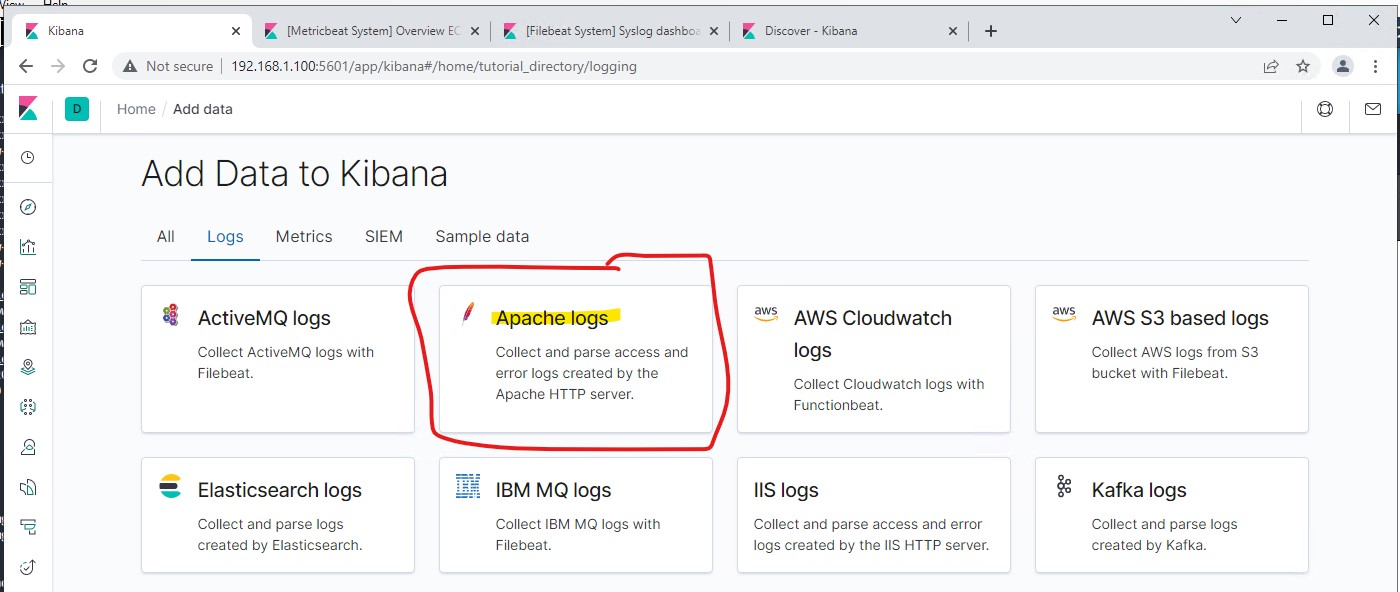 View Help
Kibana
[Metricbeat System] Overview EC
[Filebeat System] Syslog dashboa
Discover - Kibana
Not secure
192.168.1.100:5601/app/kibana#/home/tutorial_directory/logging
D
Home / Add data
Add Data to Kibana
All Logs Metrics SIEM Sample data
ActiveMQ logs
Collect ActiveMQ logs with
Filebeat.
Apache logs
Collect and parse access and
error logs created by the
Apache HTTP server.
aws
AWS Cloudwatch
logs
Collect Cloudwatch logs with
Functionbeat.
aws
AWS S3 based logs
Collect AWS logs from S3
bucket with Filebeat.
Elasticsearch logs
Collect and parse logs
created by Elasticsearch.
IBM
IBM MQ logs
Collect IBM MQ logs with
Filebeat.
IIS logs
Collect and parse access and error
logs created by the IIS HTTP server.
Kafka logs
Collect and parse logs
created by Kafka.